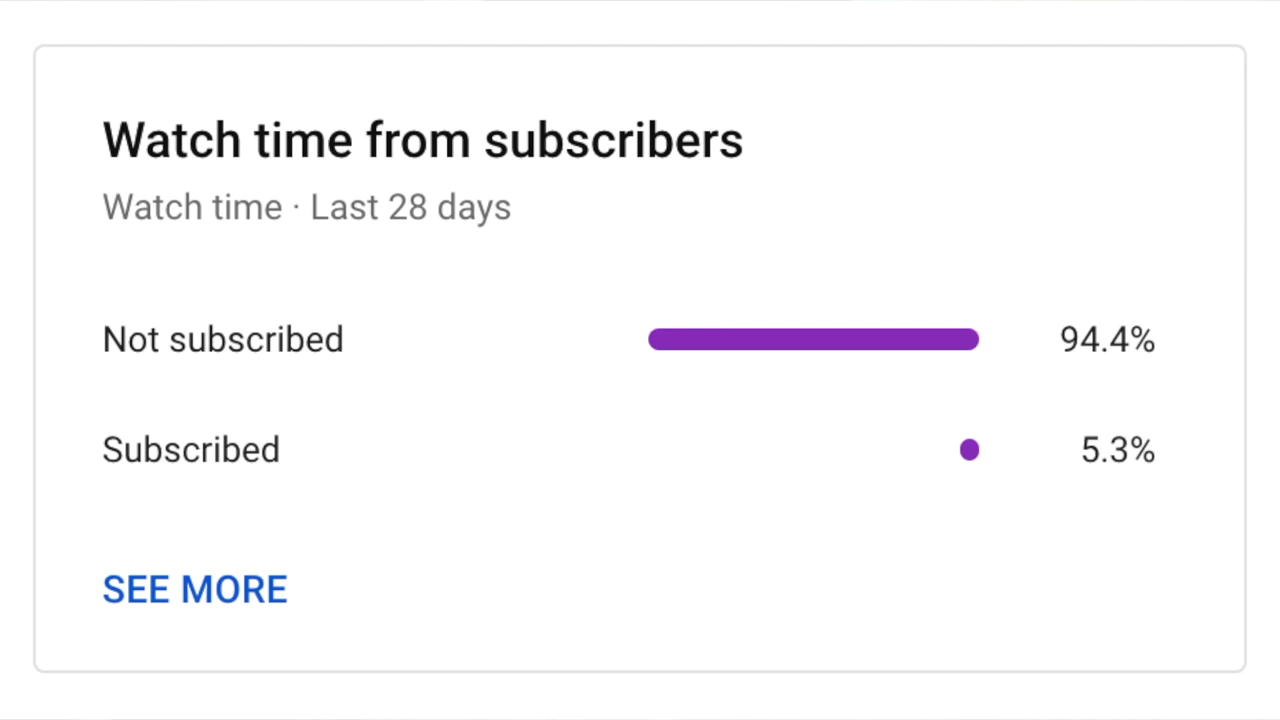 Watch time from subscribers
Watch time · Last 28 days
Not subscribed 94.4%
Subscribed 5.3%
SEE MORE